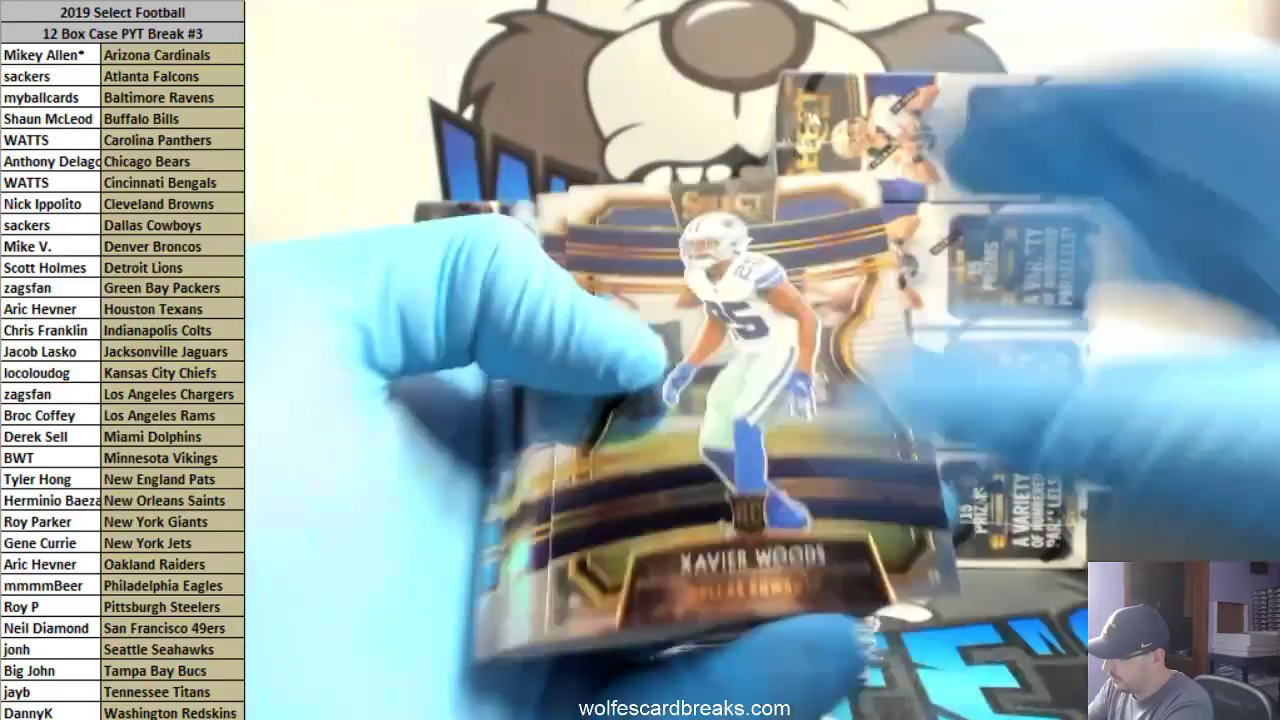 2019 Select Football
12 Box Case PYT Break #3
Mikey Allen* Arizona Cardinals
sackers Atlanta Falcons
myballcards Baltimore Ravens
Shaun McLeod Buffalo Bills
WATTS Carolina Panthers
Anthony Delago Chicago Bears
WATTS Cincinnati Bengals
Nick Ippolito Cleveland Browns
sackers Dallas Cowboys
Mike V. Denver Broncos
Scott Holmes Detroit Lions
zagsfan Green Bay Packers
Aric Hevner Houston Texans
Chris Franklin Indianapolis Colts
Jacob Lasko Jacksonville Jaguars
locoloudog Kansas City Chiefs
zagsfan Los Angeles Chargers
Broc Coffey Los Angeles Rams
Derek Sell Miami Dolphins
BWT Minnesota Vikings
Tyler Hong New England Pats
Herminio Baeza New Orleans Saints
Roy Parker New York Giants
Gene Currie New York Jets
Aric Hevner Oakland Raiders
mmmmBeer Philadelphia Eagles
Roy P Pittsburgh Steelers
Neil Diamond San Francisco 49ers
jonh Seattle Seahawks
Big John Tampa Bay Bucs
jayb Tennessee Titans
DannyK Washington Redskins
SELECT
25
XAVIER WOODS
DALLAS COWBOYS
A VARIETY
OF NUMBERED
PARALLELS
wolfescardbreaks.com